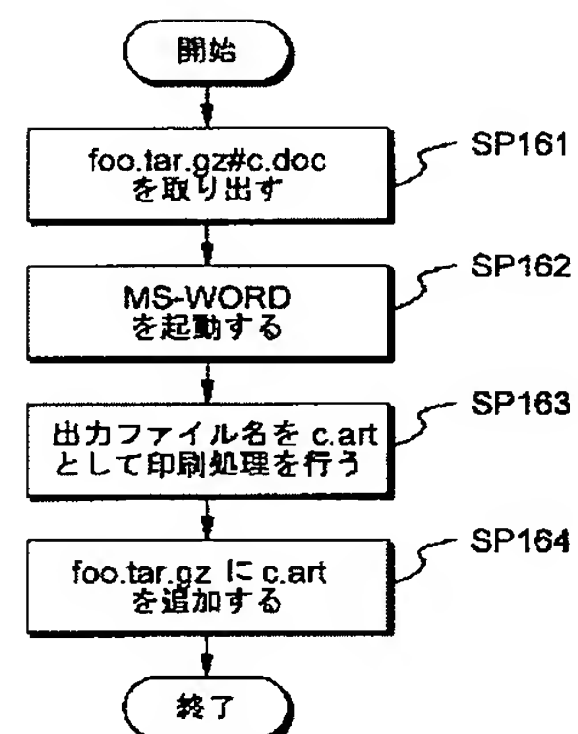 開始
foo.tar.gz#c.doc
を取り出す
SP161
MS-WORD
を起動する
SP162
出力ファイル名を c.art
として印刷処理を行う
SP163
foo.tar.gz に c.art
を追加する
SP164
終了